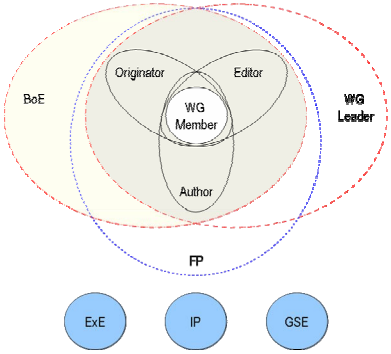 Originator
Editor
BoE
WG
Member
WG
Leader
Author
FP
ExE
IP
GSE